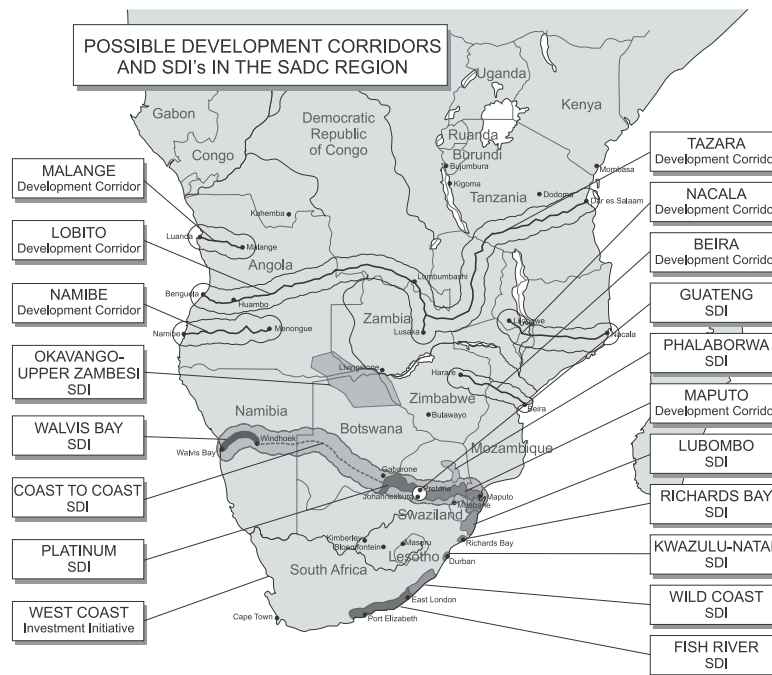 POSSIBLE DEVELOPMENT CORRIDORS
AND SDI's IN THE SADC REGION
MALANGE
Development Corridor
LOBITO
Development Corridor
NAMIBE
Development Corridor
OKAVANGO-
UPPER ZAMBESI
SDI
WALVIS BAY
SDI
COAST TO COAST
SDI
PLATINUM
SDI
WEST COAST
Investment Initiative
Gabon
Congo
Democratic
Republic
of Congo
Uganda
Kenya
Ruanda
Burundi
Bujumbura
Kigoma
Tanzania
Dodoma
Mombasa
Dar es Salaam
Kahemba
Luanda
Malange
Angola
Benguela
Huambo
Lumbumbashi
Namibe
Menongue
Zambia
Lusaka
Lilongwe
Nacala
Livingstone
Harare
Zimbabwe
Bulawayo
Beira
Namibia
Botswana
Mozambique
Walvis Bay
Windhoek
Gabarone
Pretoria
Johannesburg
Maputo
Mbabane
Swaziland
Kimberley
Bloomfontein
Maseru
Lesotho
Richards Bay
Durban
South Africa
East London
Cape Town
Port Elizabeth
TAZARA
Development Corrido
NACALA
Development Corrido
BEIRA
Development Corrido
GUATENG
SDI
PHALABORWA
SDI
MAPUTO
Development Corrido
LUBOMBO
SDI
RICHARDS BAY
SDI
KWAZULU-NATAL
SDI
WILD COAST
SDI
FISH RIVER
SDI